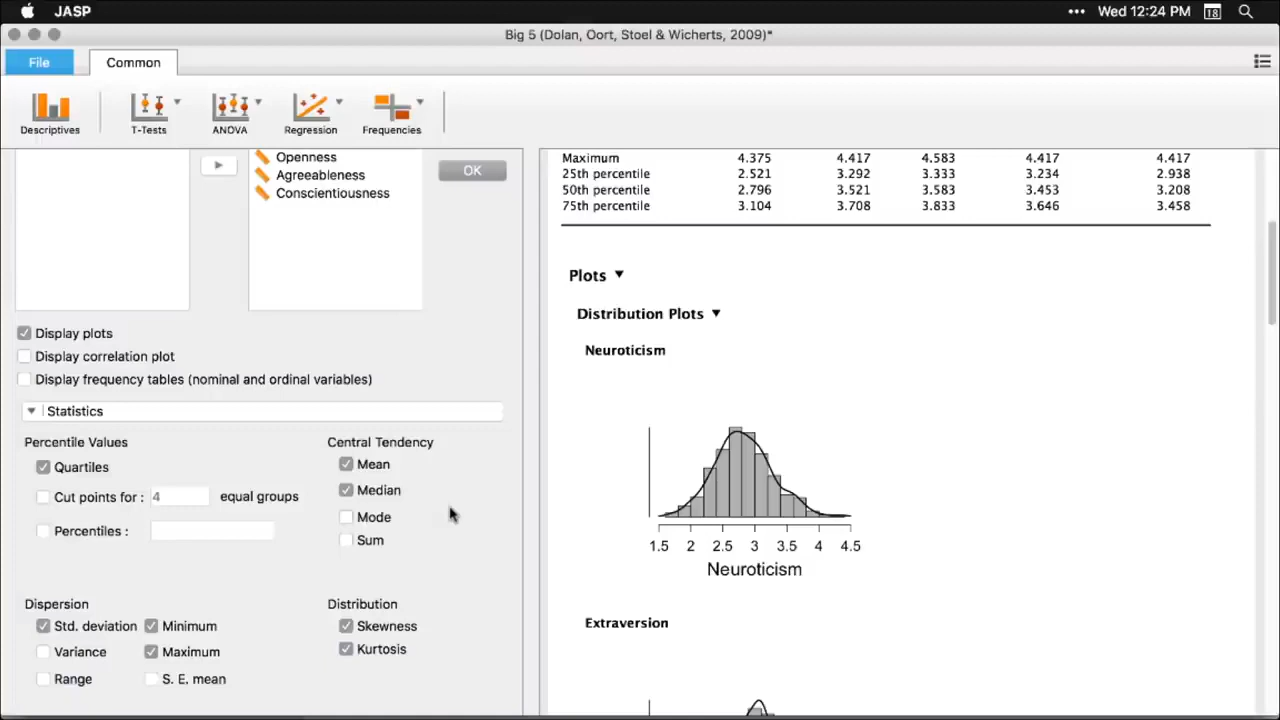 JASP
••• Wed 12:24 PM 18
Big 5 (Dolan, Oort, Stoel & Wicherts, 2009)*
File Common
Descriptives T-Tests ANOVA Regression Frequencies
Openness
Agreeableness
Conscientiousness
OK
Display plots
Display correlation plot
Display frequency tables (nominal and ordinal variables)
Statistics
Percentile Values
Quartiles
Cut points for : 4 equal groups
Percentiles :
Central Tendency
Mean
Median
Mode
Sum
Dispersion
Std. deviation Minimum
Variance Maximum
Range S. E. mean
Distribution
Skewness
Kurtosis
Maximum 4.375 4.417 4.583 4.417 4.417
25th percentile 2.521 3.292 3.333 3.234 2.938
50th percentile 2.796 3.521 3.583 3.453 3.208
75th percentile 3.104 3.708 3.833 3.646 3.458
Plots
Distribution Plots
Neuroticism
1.5 2 2.5 3 3.5 4 4.5
Neuroticism
Extraversion